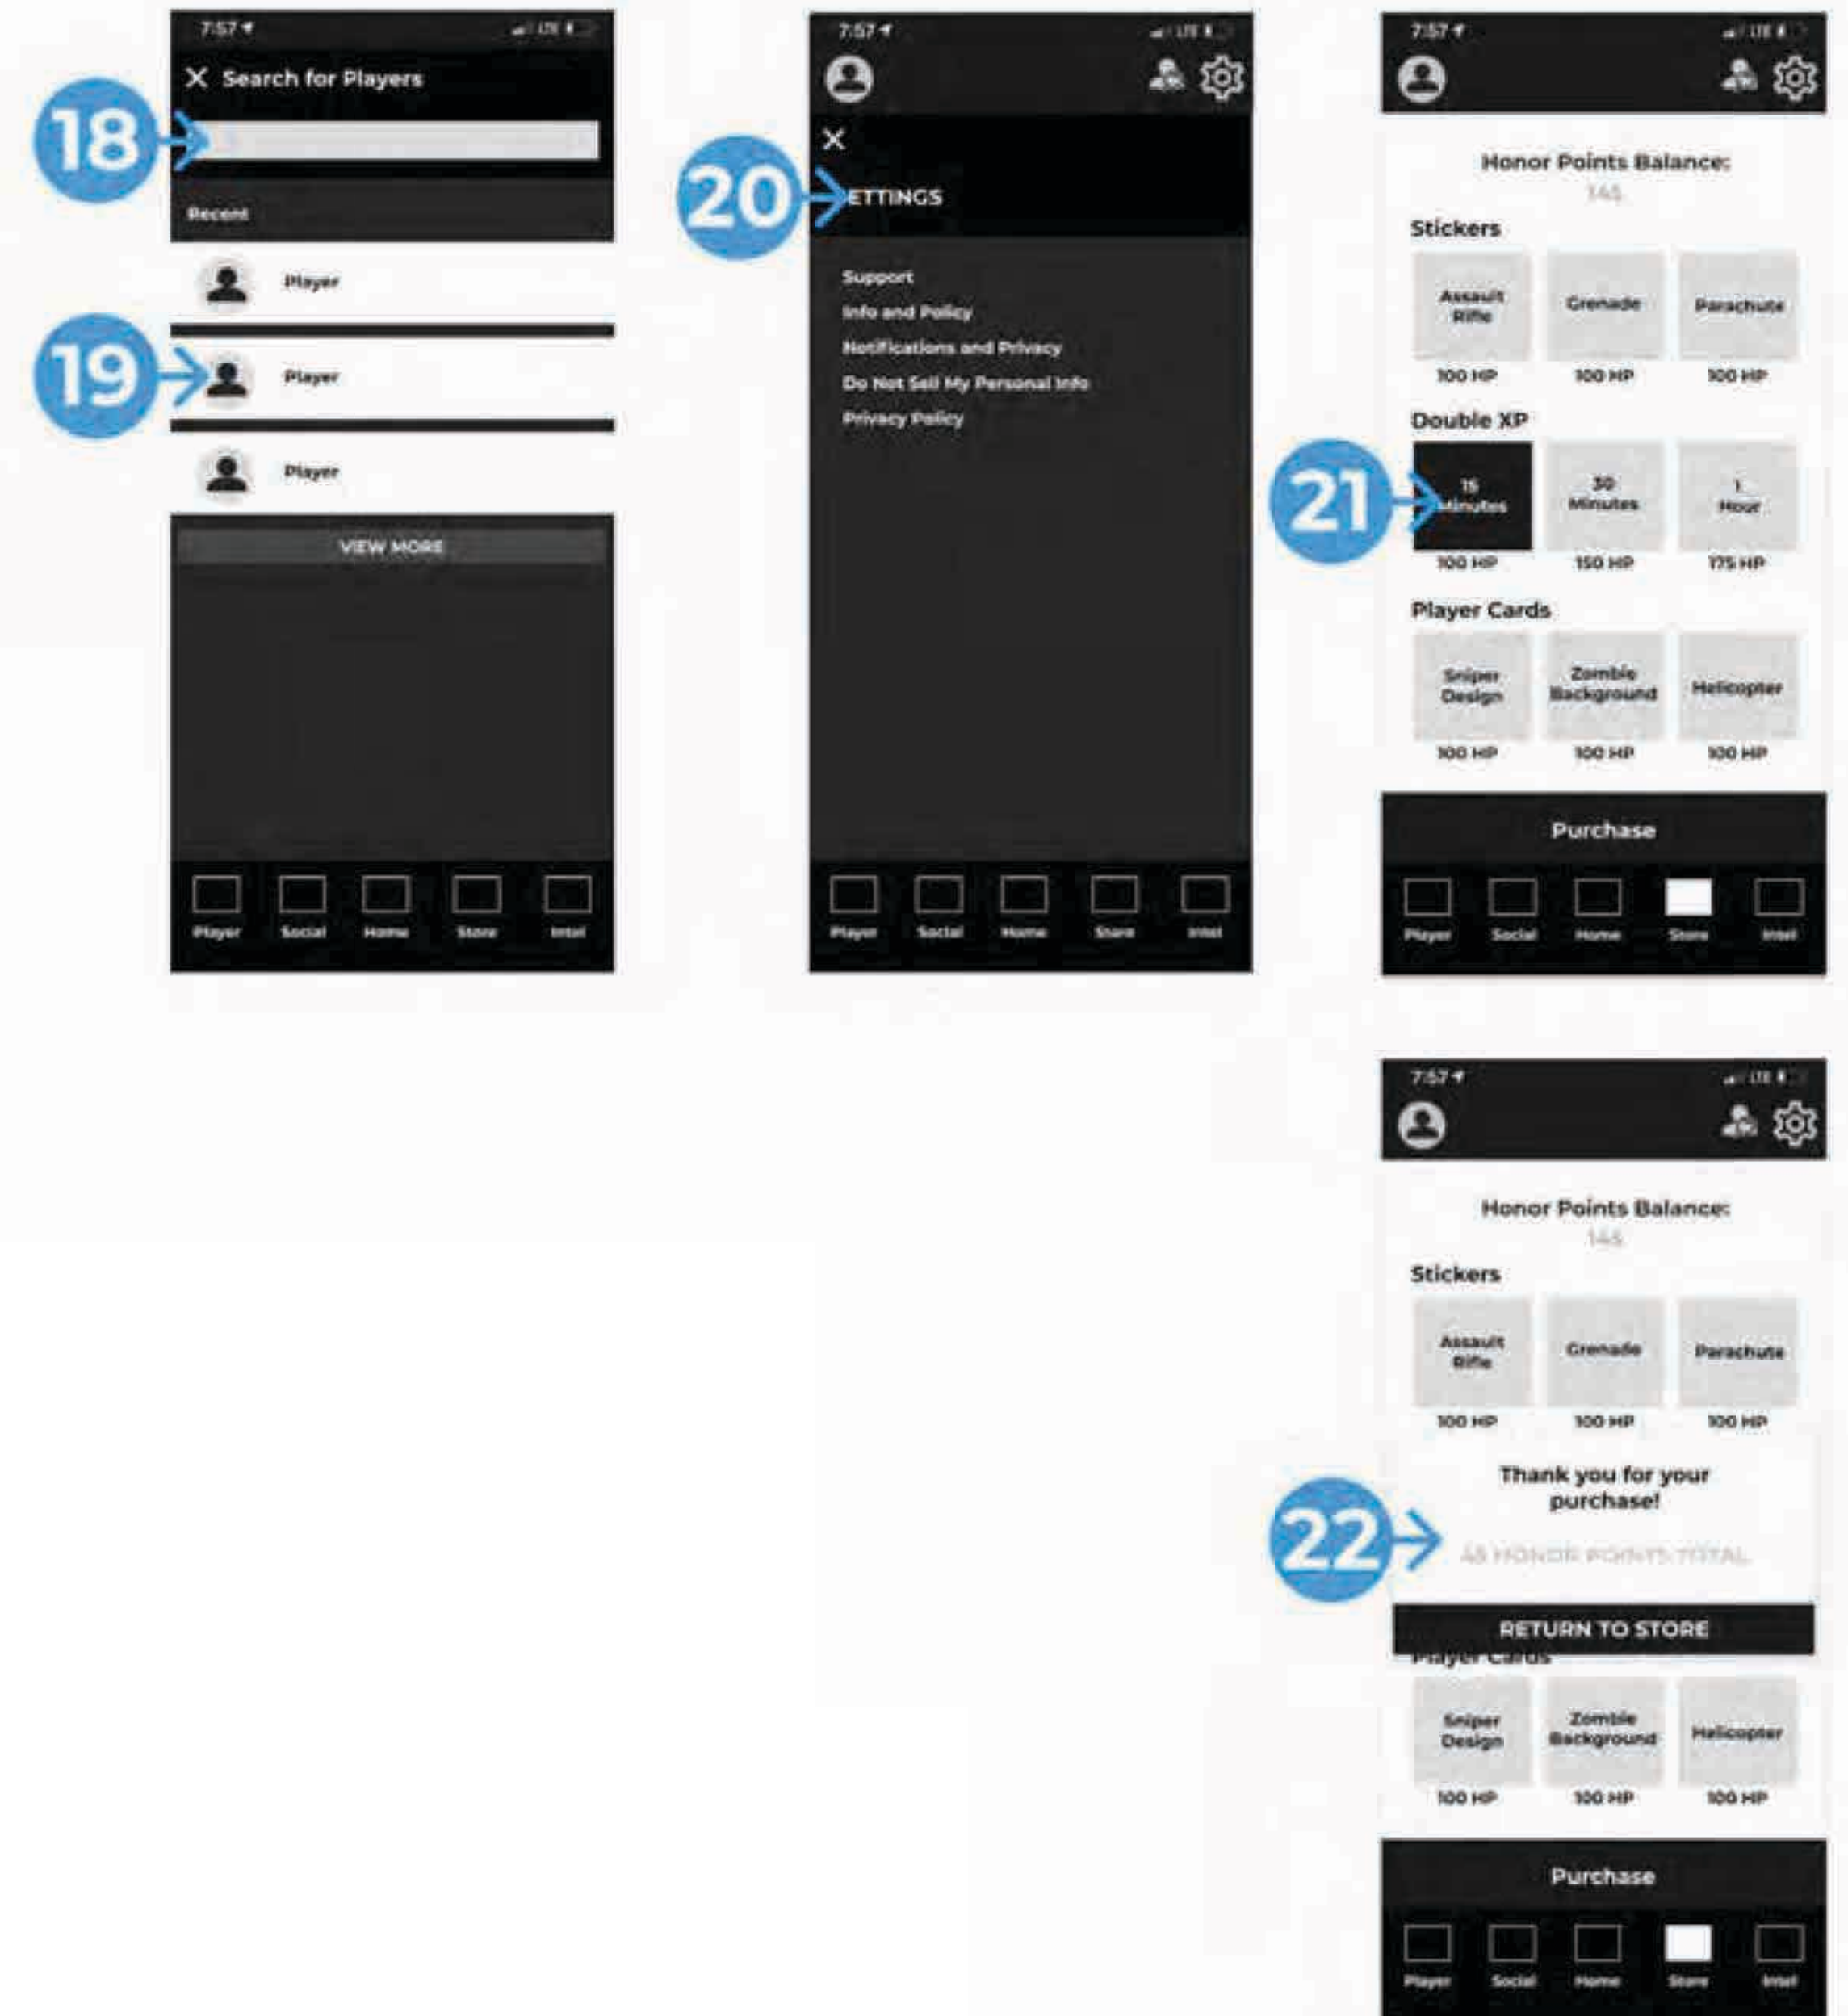 7:57
LTE
X Search for Players
18
Recent
Player
19
Player
Player
VIEW MORE
Player Social Home Store Intel
7:57
LTE
X
20
ETTINGS
Support
Info and Policy
Notifications and Privacy
Do Not Sell My Personal Info
Privacy Policy
Player Social Home Store Intel
7:57
LTE
Honor Points Balance:
145
Stickers
Assault
Rifle
Grenade
Parachute
100 HP 100 HP 100 HP
Double XP
21
15
Minutes
30
Minutes
1
Hour
100 HP 150 HP 175 HP
Player Cards
Sniper
Design
Zombie
Background
Helicopter
100 HP 100 HP 100 HP
Purchase
Player Social Home Store Intel
7:57
LTE
Honor Points Balance:
145
Stickers
Assault
Rifle
Grenade
Parachute
100 HP 100 HP 100 HP
Thank you for your
purchase!
22
45 HONOR POINTS TOTAL
RETURN TO STORE
Player Cards
Sniper
Design
Zombie
Background
Helicopter
100 HP 100 HP 100 HP
Purchase
Player Social Home Store Intel